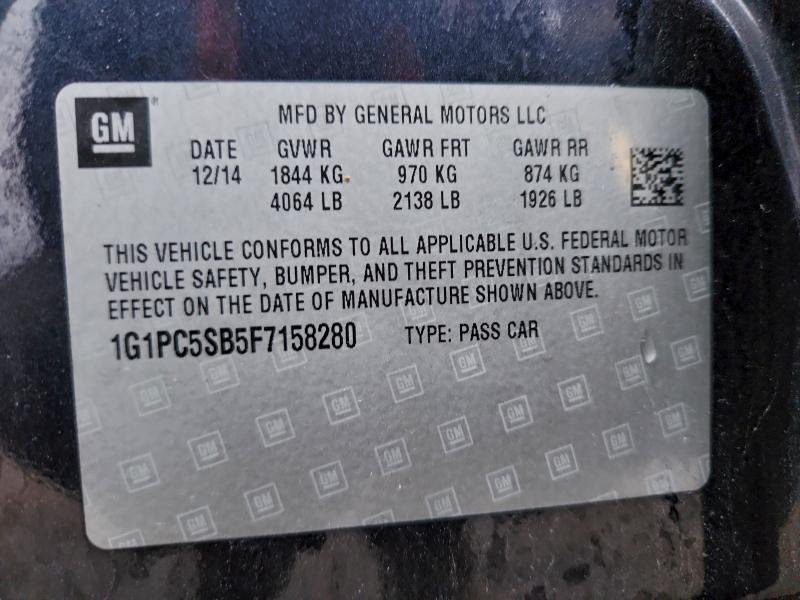 GM
MFD BY GENERAL MOTORS LLC
DATE GVWR GAWR FRT GAWR RR
12/14 1844 KG 970 KG 874 KG
4064 LB 2138 LB 1926 LB
THIS VEHICLE CONFORMS TO ALL APPLICABLE U.S. FEDERAL MOTOR
VEHICLE SAFETY, BUMPER, AND THEFT PREVENTION STANDARDS IN
EFFECT ON THE DATE OF MANUFACTURE SHOWN ABOVE.
1G1PC5SB5F7158280 TYPE: PASS CAR